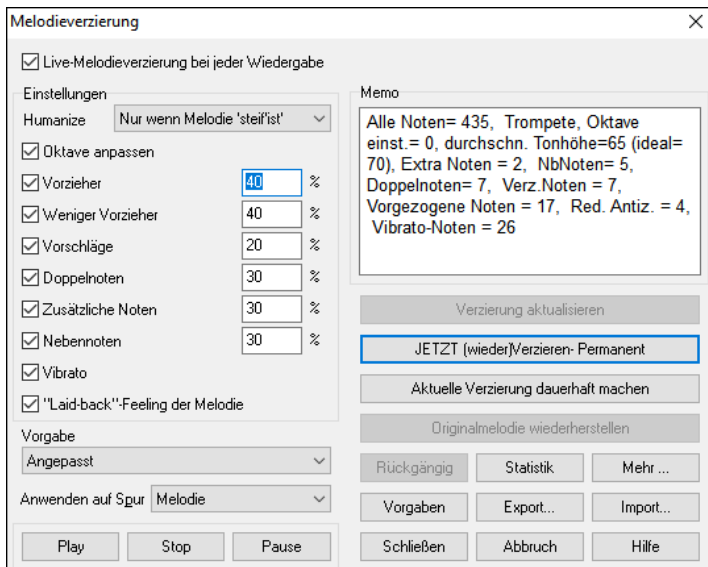 Melodieverzierung
Live-Melodieverzierung bei jeder Wiedergabe
Einstellungen
Humanize Nur wenn Melodie 'steif'ist'
Oktave anpassen
Vorzieher 40 %
Weniger Vorzieher 40 %
Vorschläge 20 %
Doppelnoten 30 %
Zusätzliche Noten 30 %
Nebennoten 30 %
Vibrato
"Laid-back"-Feeling der Melodie
Vorgabe
Angepasst
Anwenden auf Spur Melodie
Play Stop Pause
Memo
Alle Noten= 435, Trompete, Oktave
einst.= 0, durchschn. Tonhöhe=65 (ideal=
70), Extra Noten = 2, NbNoten= 5,
Doppelnoten= 7, Verz.Noten = 7,
Vorgezogene Noten = 17, Red. Antiz. = 4,
Vibrato-Noten = 26
Verzierung aktualisieren
JETZT (wieder)Verzieren- Permanent
Aktuelle Verzierung dauerhaft machen
Originalmelodie wiederherstellen
Rückgängig Statistik Mehr ...
Vorgaben Export... Import...
Schließen Abbruch Hilfe